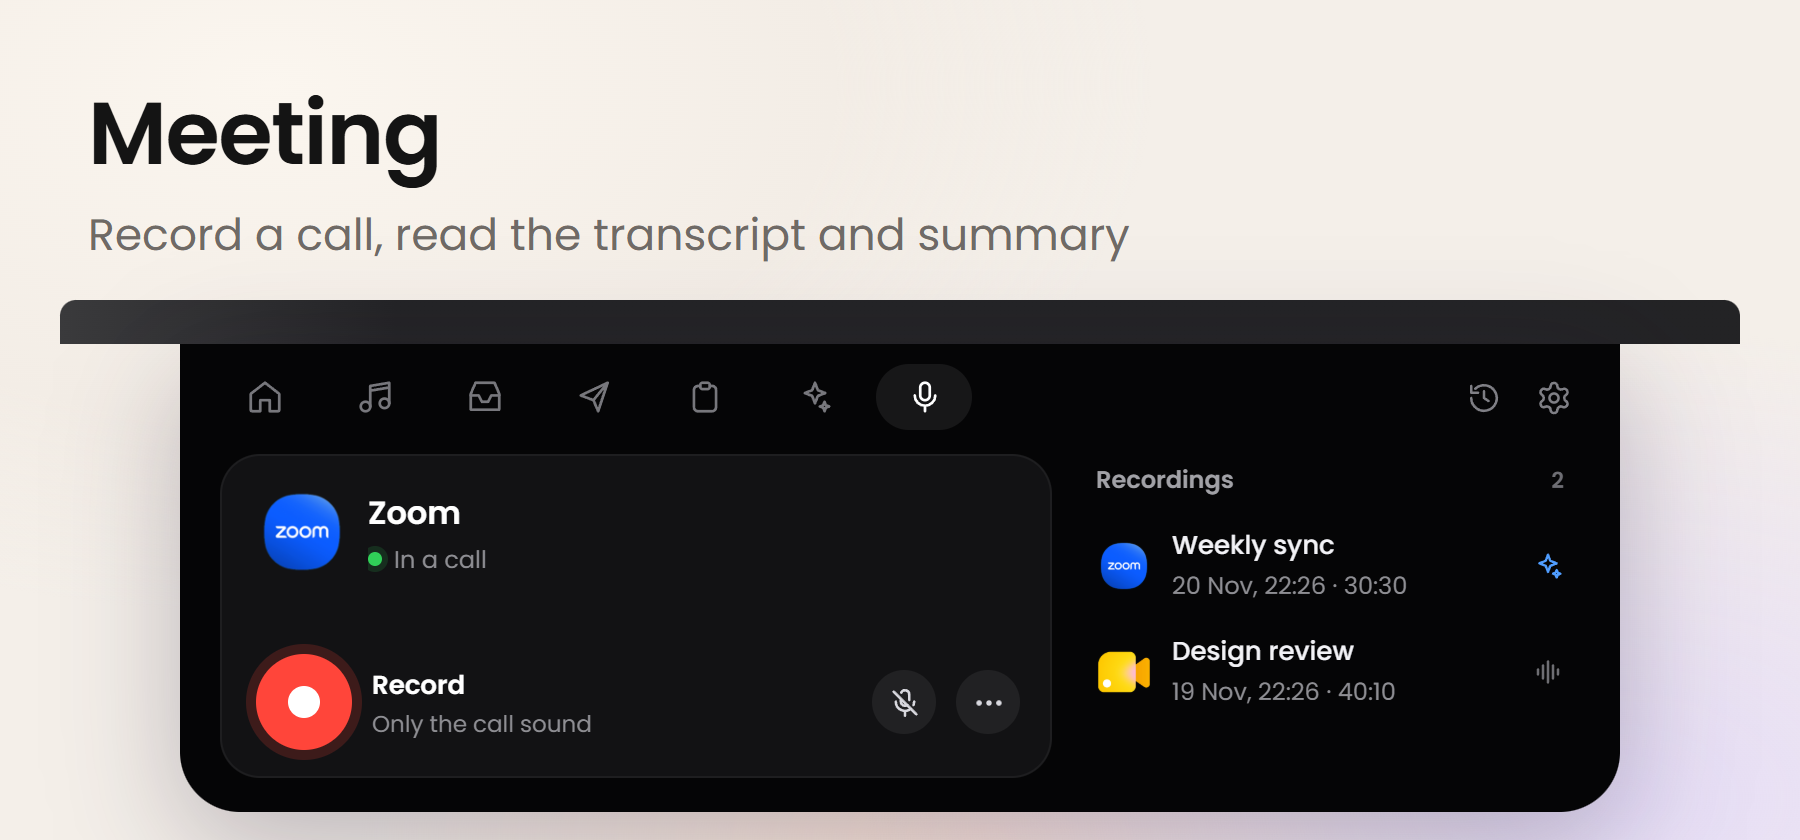 Meeting
Record a call, read the transcript and summary
zoom
Zoom
In a call
Record
Only the call sound
Recordings
2
zoom
Weekly sync
20 Nov, 22:26 · 30:30
Design review
19 Nov, 22:26 · 40:10